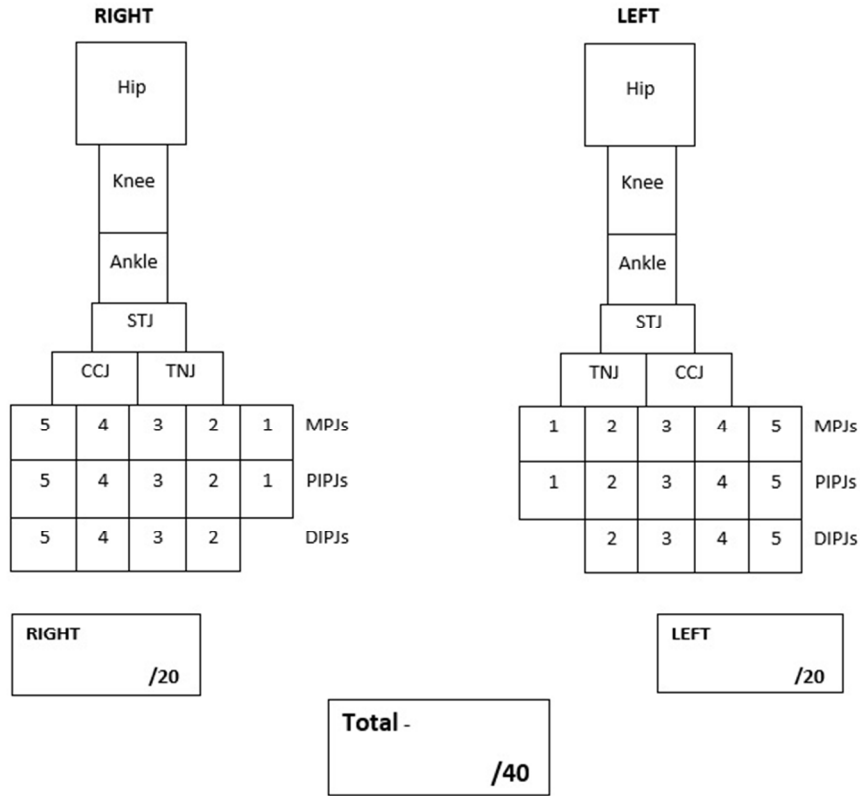 RIGHT LEFT
Hip Hip
Knee Knee
Ankle Ankle
STJ STJ
CCJ TNJ TNJ CCJ
5 4 3 2 1 MPJs 1 2 3 4 5 MPJs
5 4 3 2 1 PIPJs 1 2 3 4 5 PIPJs
5 4 3 2 DIPJs 2 3 4 5 DIPJs
RIGHT LEFT
/20 /20
Total -
/40